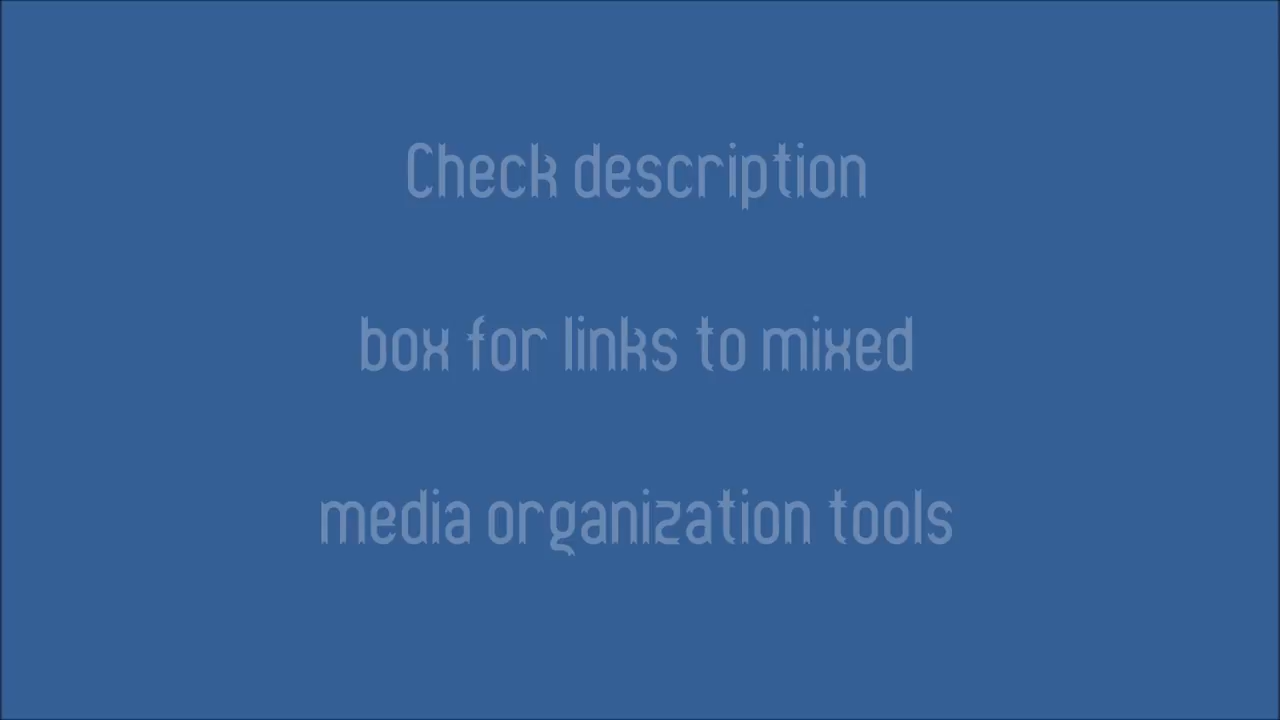 Check description
box for links to mixed
media organization tools